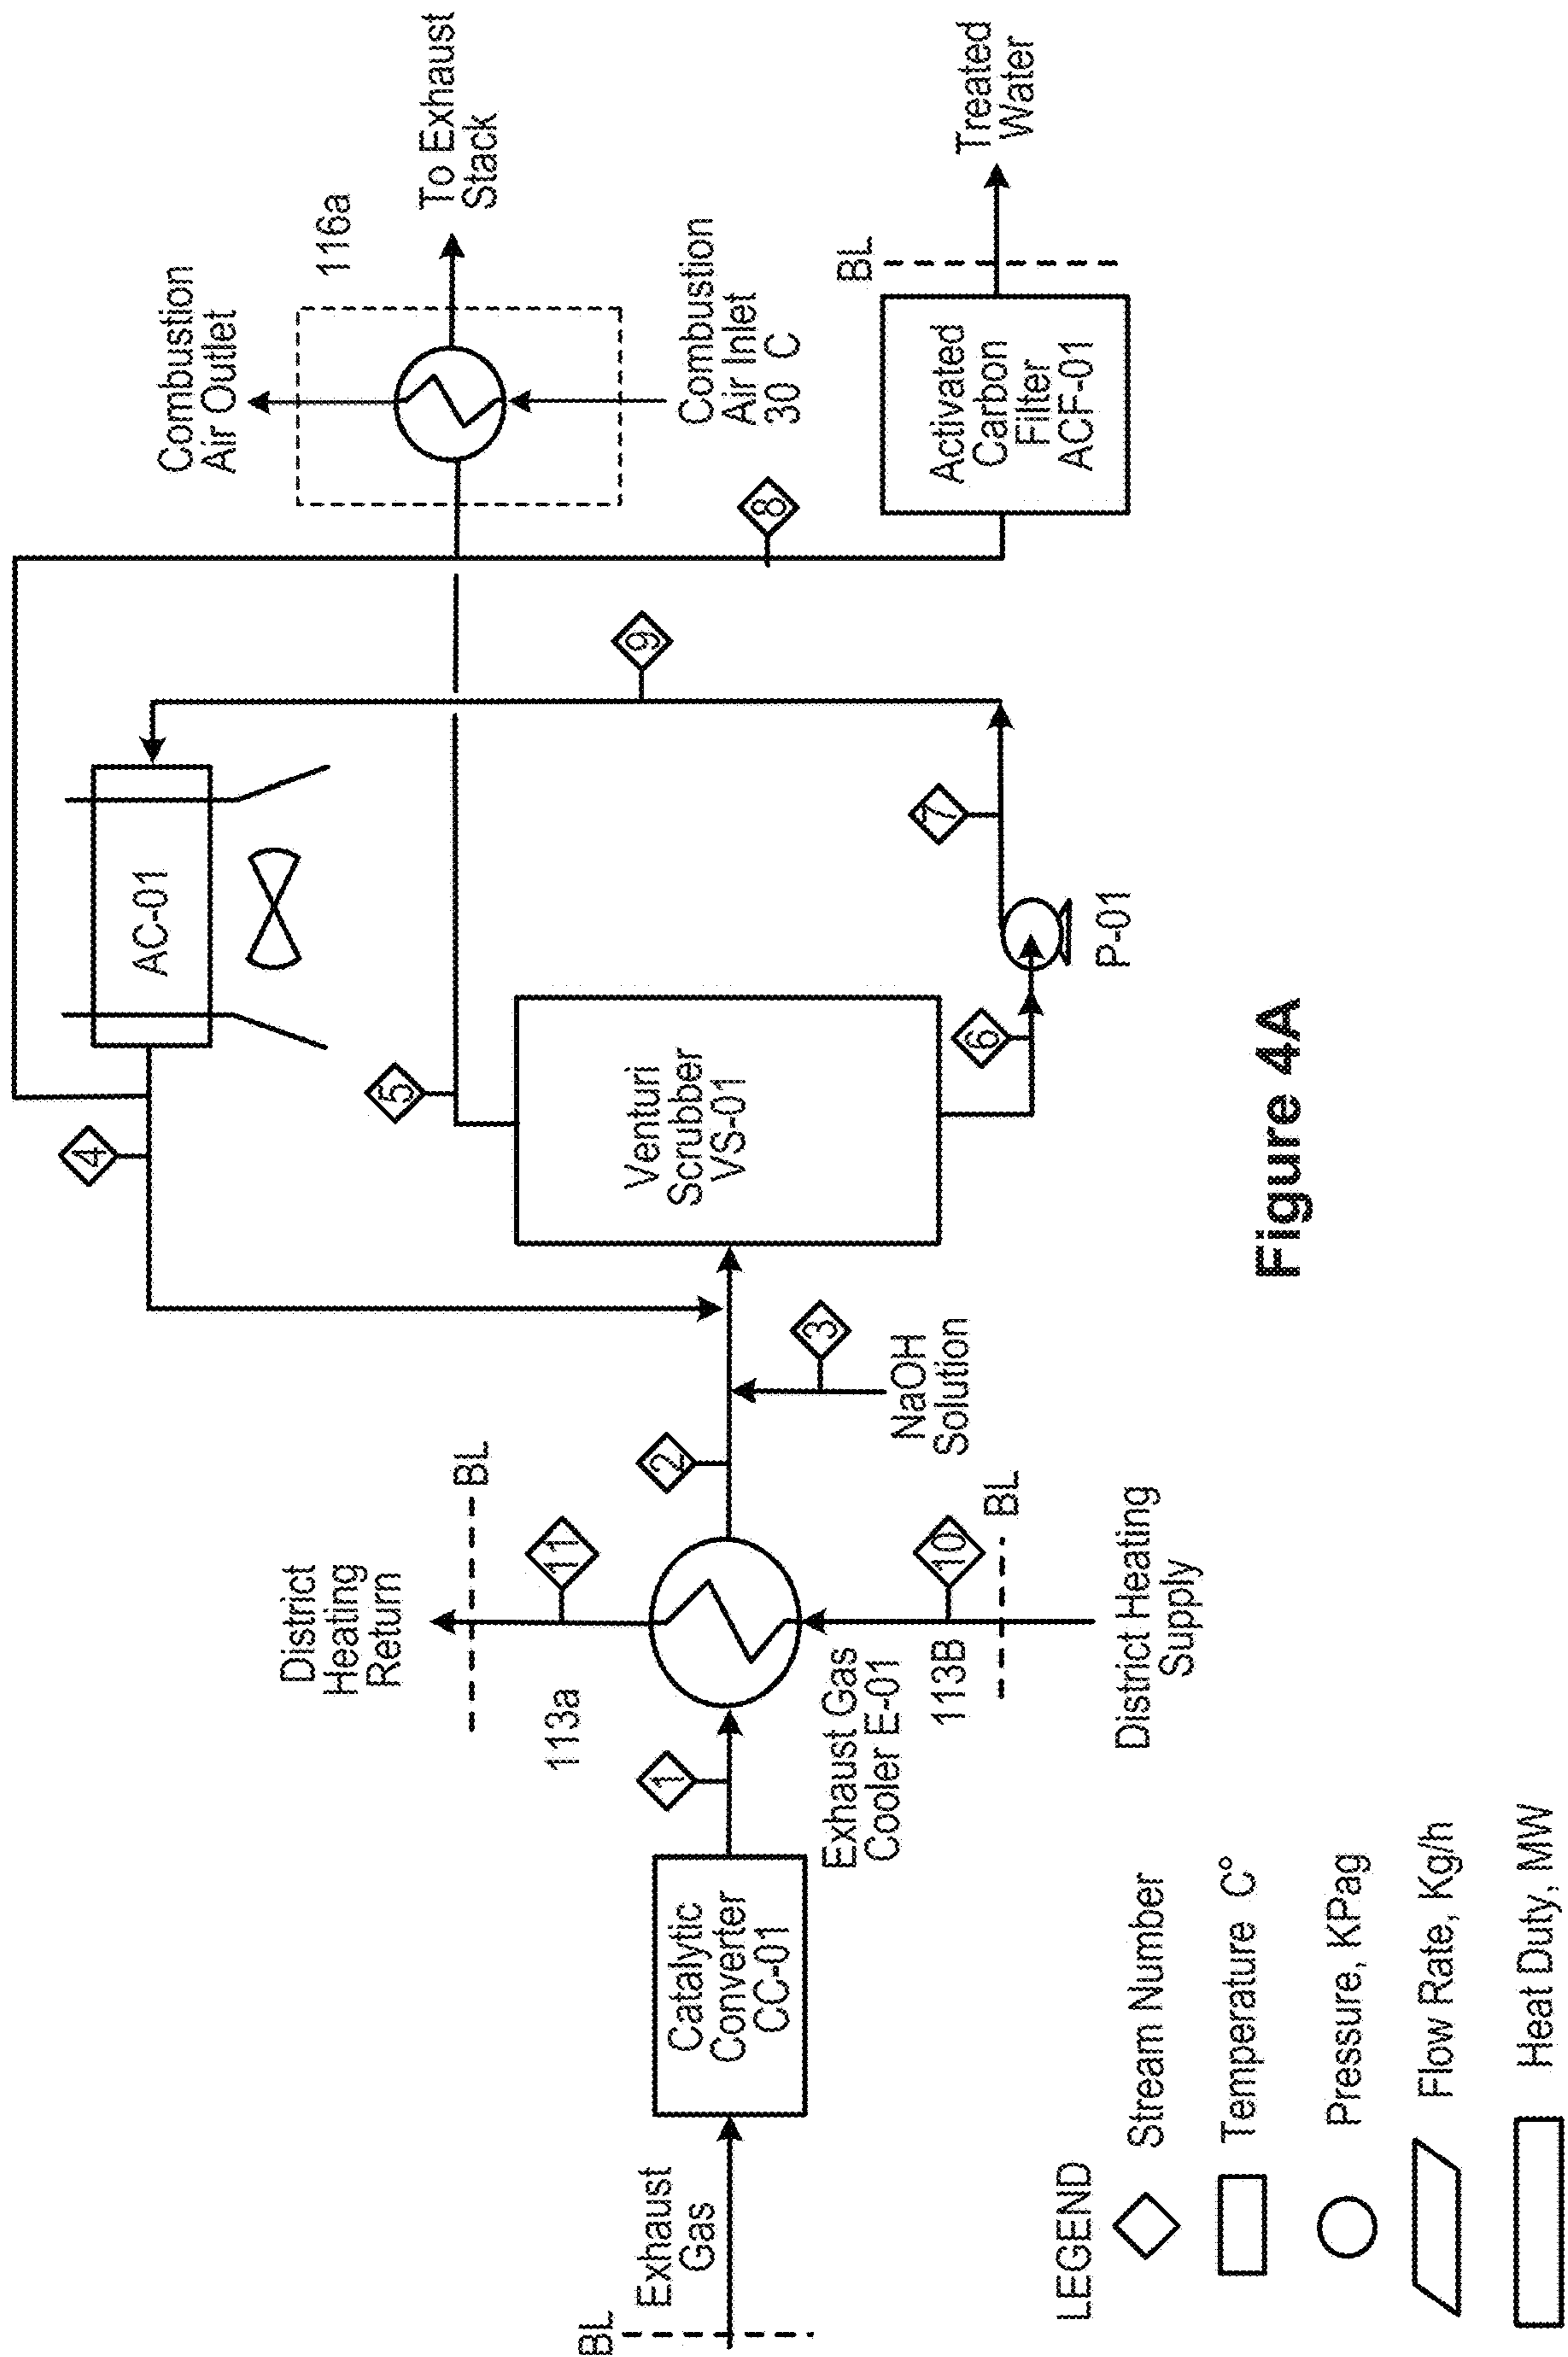 BL
Exhaust
Gas
Catalytic
Converter
CC-01
1
District
Heating
Return
BL
113a
11
Exhaust Gas
Cooler E-01
113B
10
BL
District Heating
Supply
2
3
NaOH
Solution
4
AC-01
5
Venturi
Scrubber
VS-01
6
P-01
7
9
8
Combustion
Air Outlet
116a
To Exhaust
Stack
Combustion
Air Inlet
30 C
Activated
Carbon
Filter
ACF-01
BL
Treated
Water
LEGEND
Stream Number
Temperature C°
Pressure, KPag
Flow Rate, Kg/h
Heat Duty, MW
Figure 4A